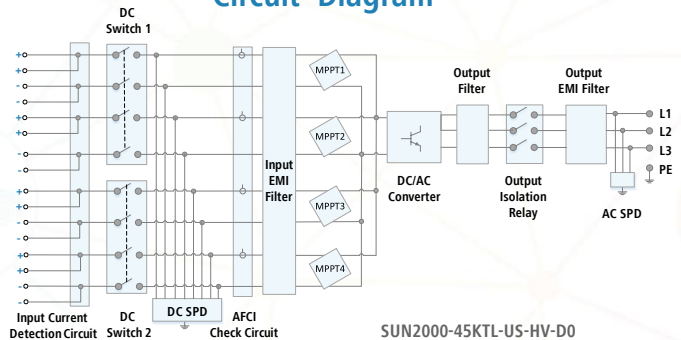 Circuit Diagram
DC
Switch 1
+
+
-
-
+
+
-
-
+
+
-
-
+
+
-
-
MPPT1
MPPT2
MPPT3
MPPT4
Input
EMI
Filter
DC/AC
Converter
Output
Filter
Output
Isolation
Relay
Output
EMI Filter
L1
L2
L3
PE
AC SPD
DC SPD
Input Current
Detection Circuit
DC
Switch 2
AFCI
Check Circuit
SUN2000-45KTL-US-HV-D0